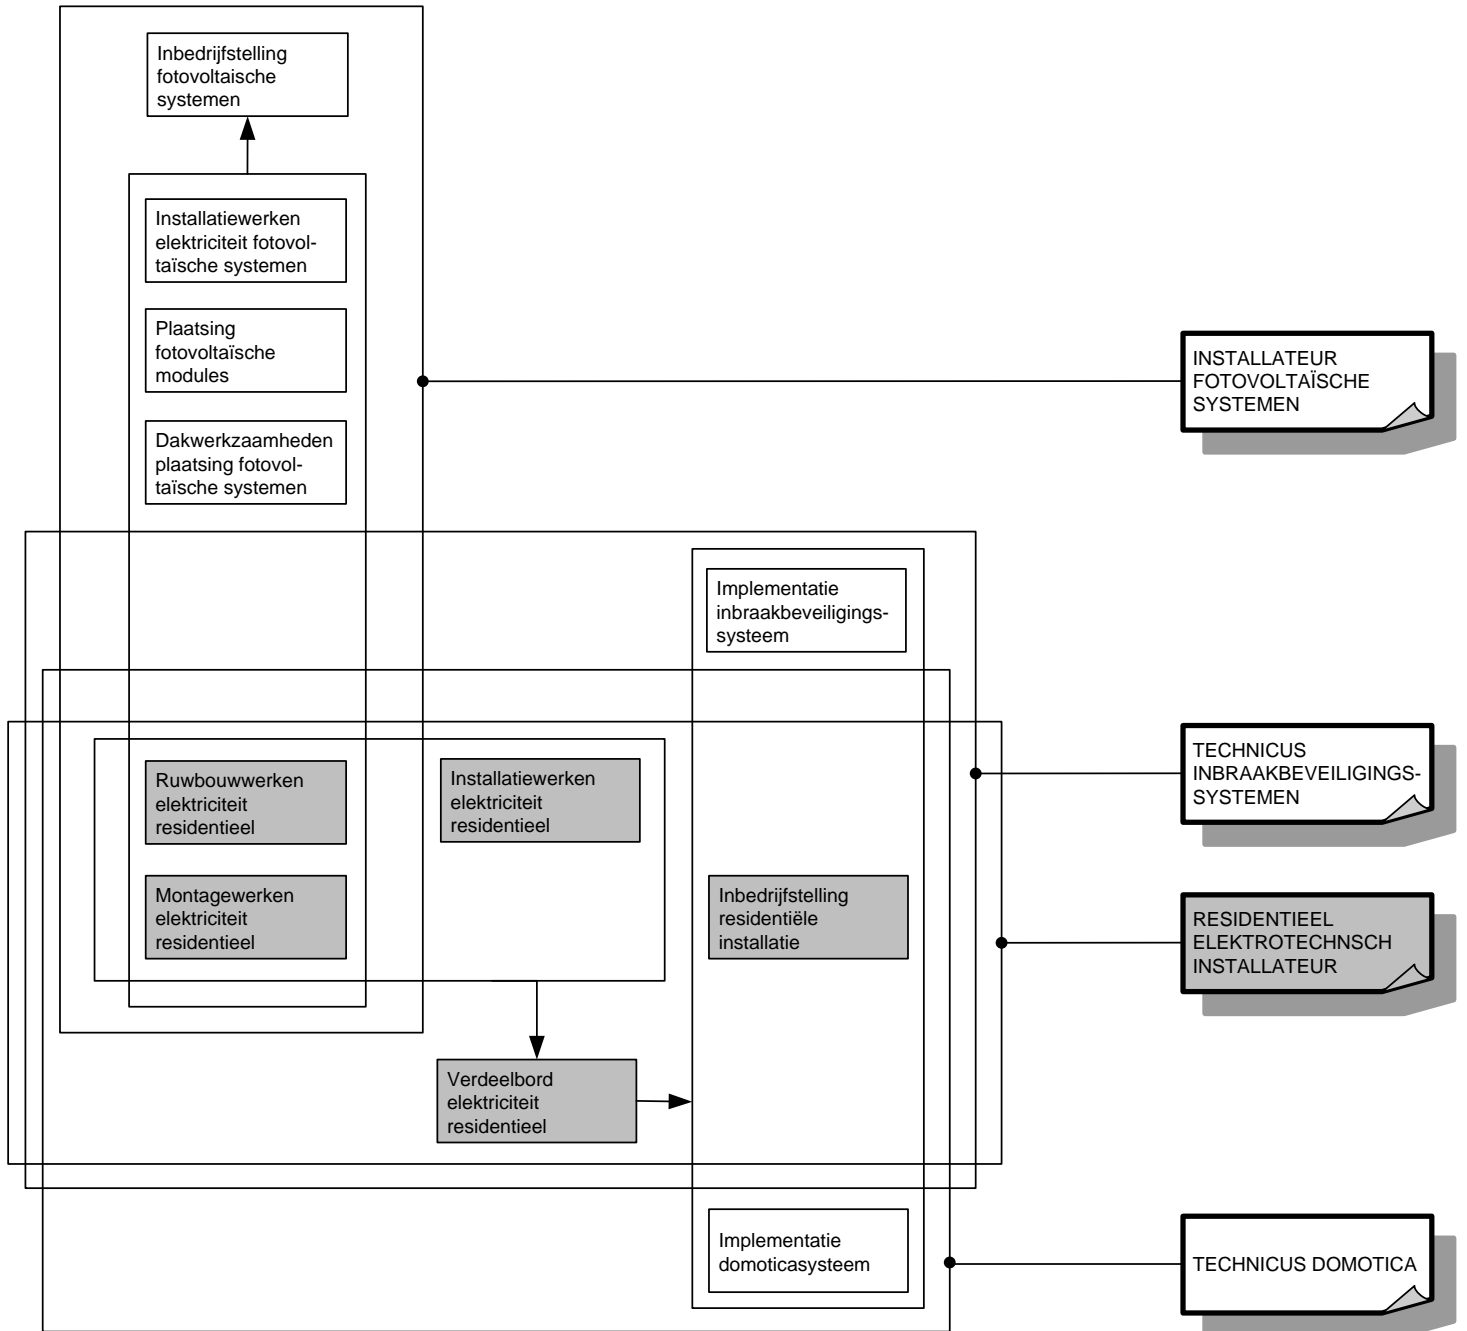 Inbedrijfstelling
fotovoltaische
systemen
Installatiewerken
elektriciteit fotovol-
taïsche systemen
Plaatsing
fotovoltaïsche
modules
INSTALLATEUR
FOTOVOLTAÏSCHE
SYSTEMEN
Dakwerkzaamheden
plaatsing fotovol-
taïsche systemen
Implementatie
inbraakbeveiligings-
systeem
Ruwbouwwerken
elektriciteit
residentieel
Installatiewerken
elektriciteit
residentieel
TECHNICUS
INBRAAKBEVEILIGINGS-
SYSTEMEN
Montagewerken
elektriciteit
residentieel
Inbedrijfstelling
residentiële
installatie
RESIDENTIEEL
ELEKTROTECHNSCH
INSTALLATEUR
Verdeelbord
elektriciteit
residentieel
Implementatie
domoticasysteem
TECHNICUS DOMOTICA